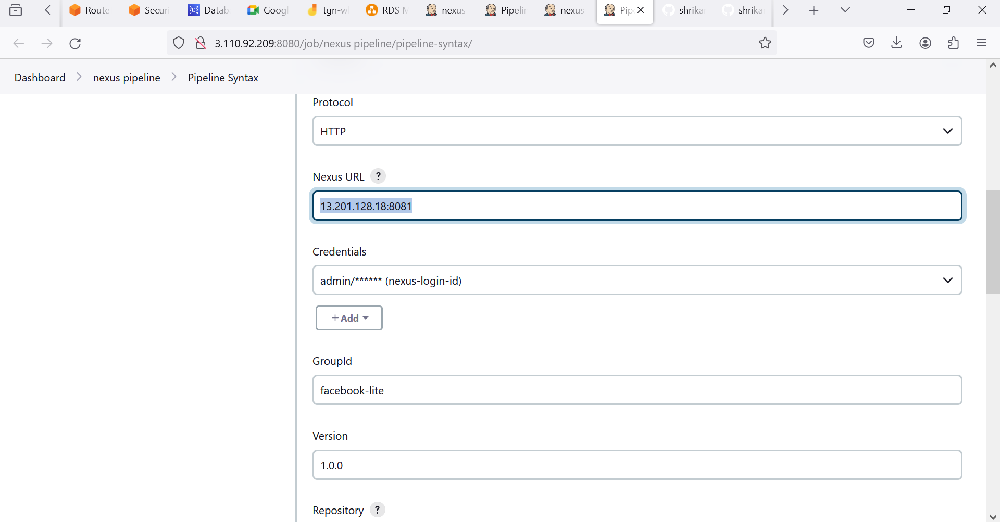 Route Securi Datab Googl tgn-w RDS M nexus Pipelin nexus Pip shrika shrika
3.110.92.209:8080/job/nexus pipeline/pipeline-syntax/
Dashboard nexus pipeline Pipeline Syntax
Protocol
HTTP
Nexus URL ?
13.201.128.18:8081
Credentials
admin/****** (nexus-login-id)
+ Add
GroupId
facebook-lite
Version
1.0.0
Repository ?